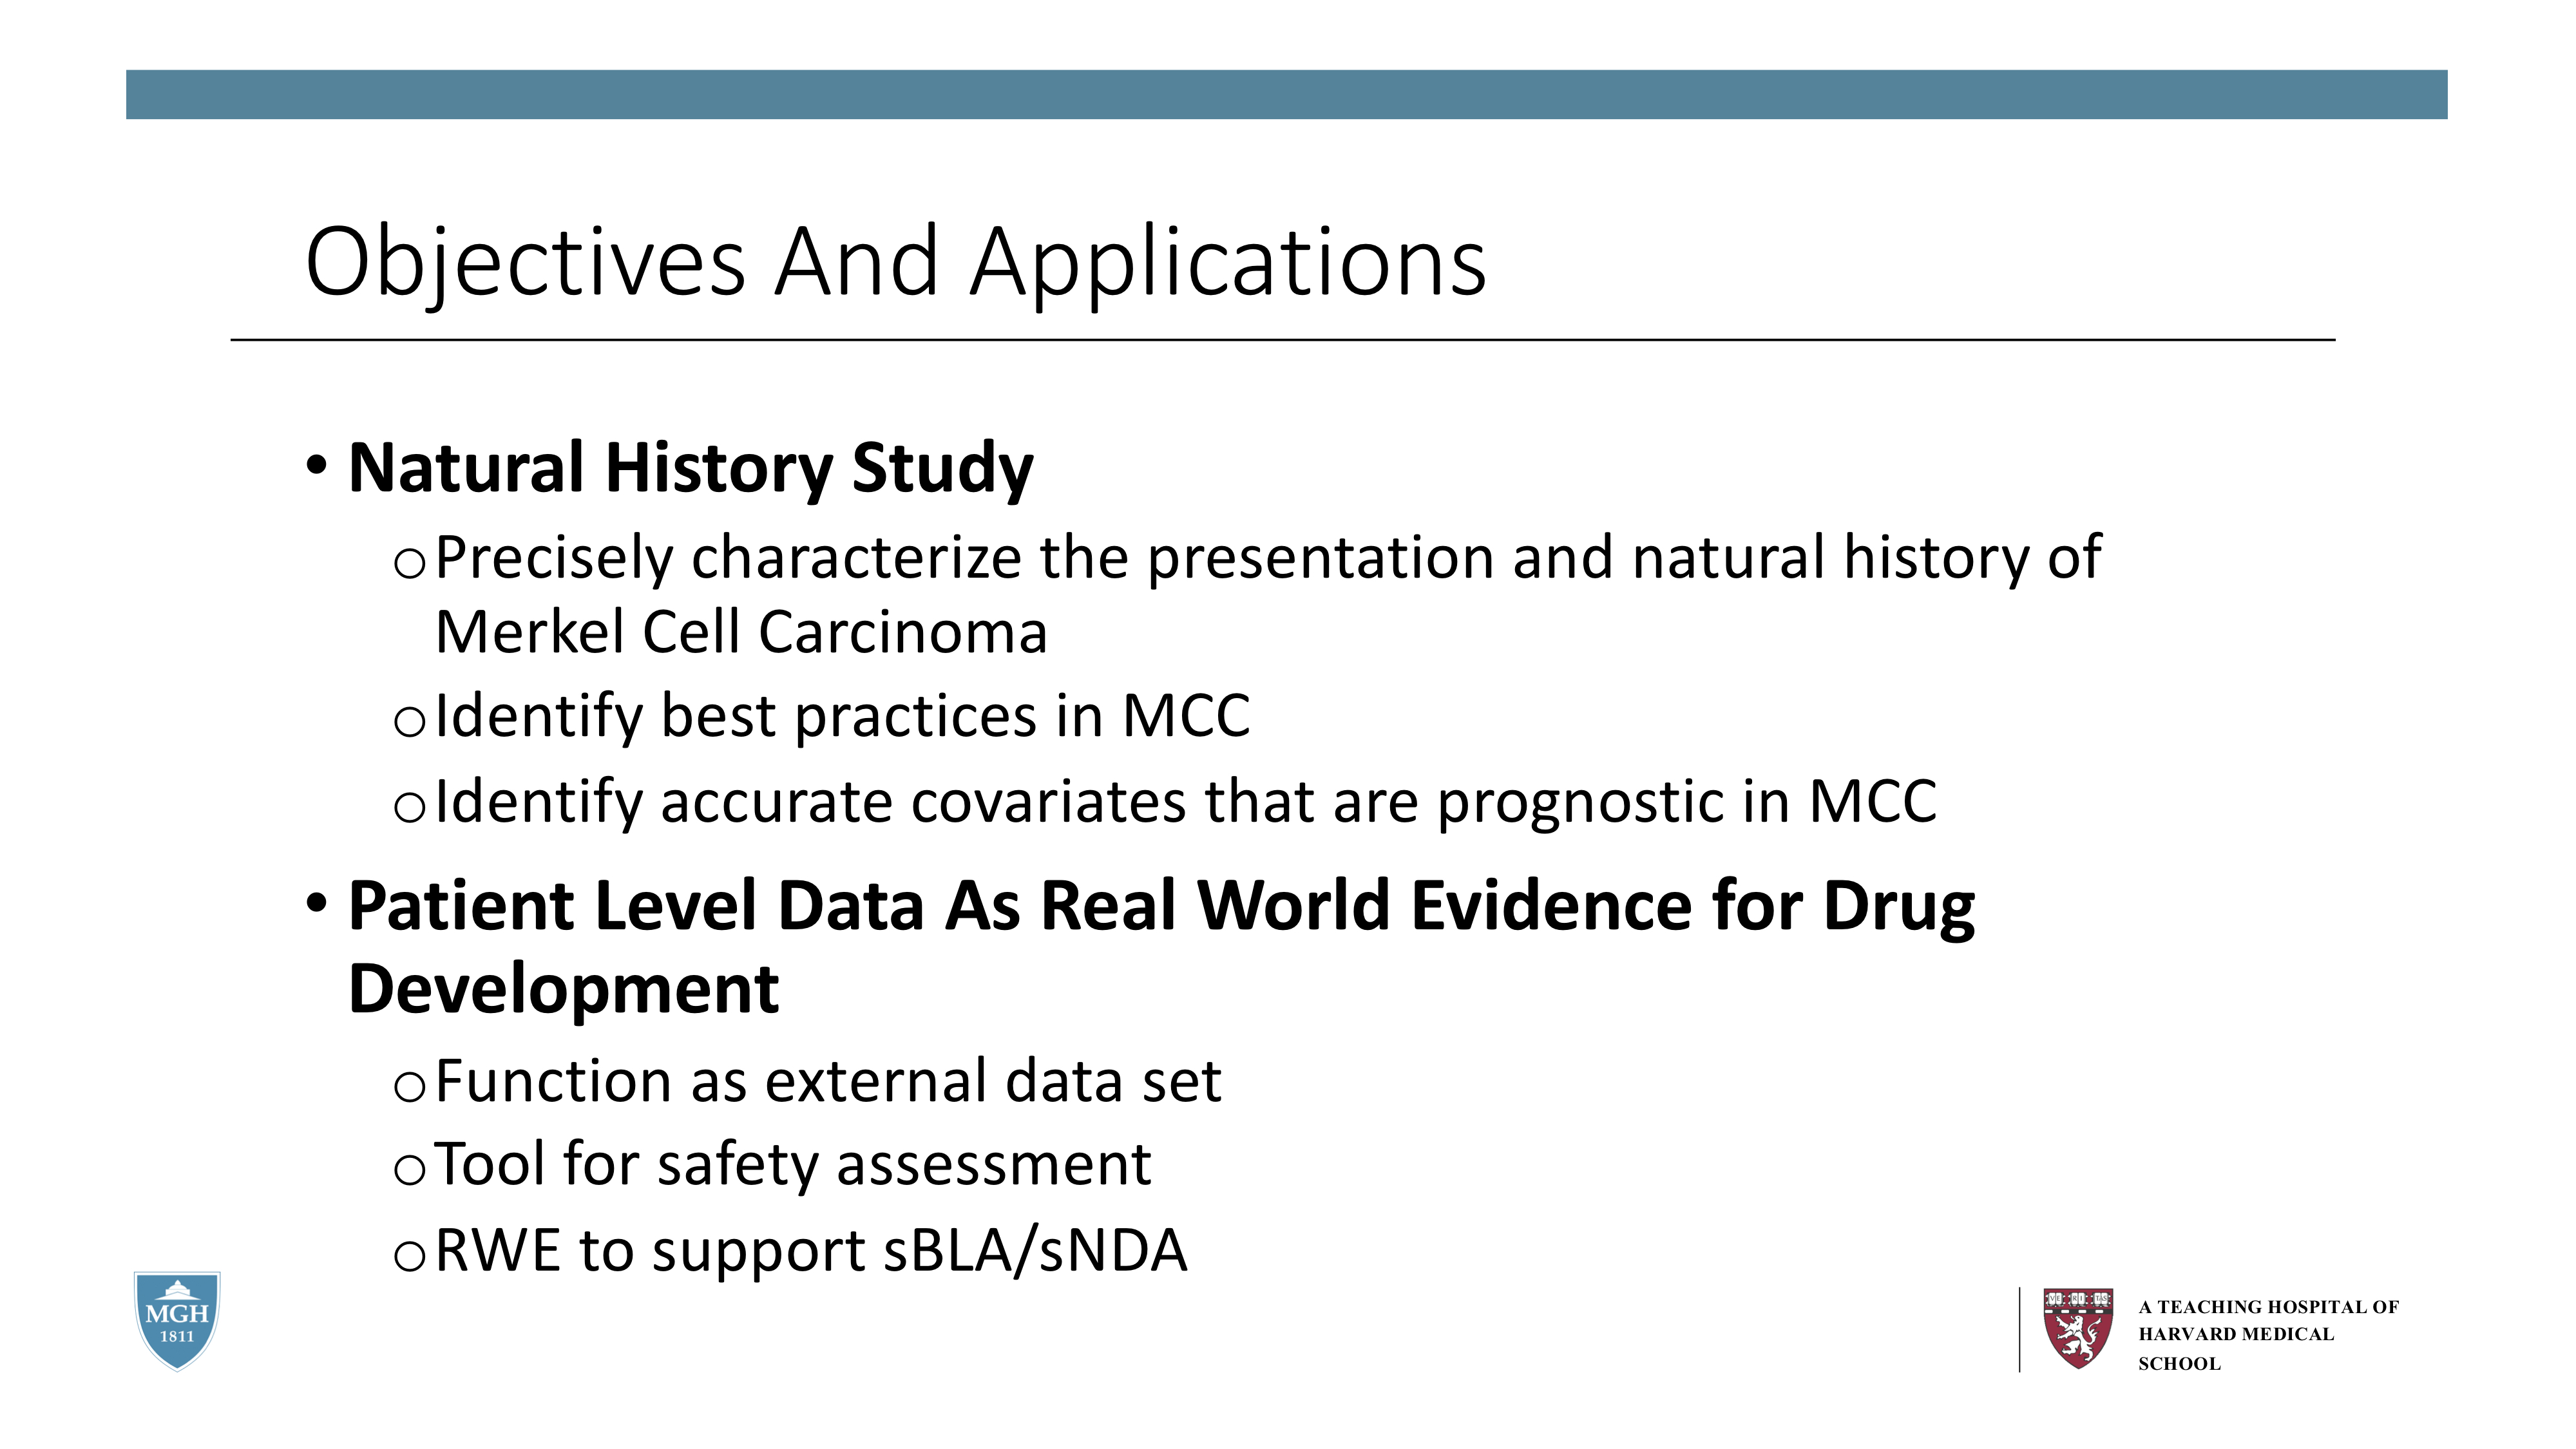 Objectives And Applications
• Natural History Study
o Precisely characterize the presentation and natural history of
Merkel Cell Carcinoma
o Identify best practices in MCC
o Identify accurate covariates that are prognostic in MCC
• Patient Level Data As Real World Evidence for Drug
Development
o Function as external data set
o Tool for safety assessment
o RWE to support sBLA/sNDA
MGH
1811
VE RI TAS
A TEACHING HOSPITAL OF
HARVARD MEDICAL
SCHOOL